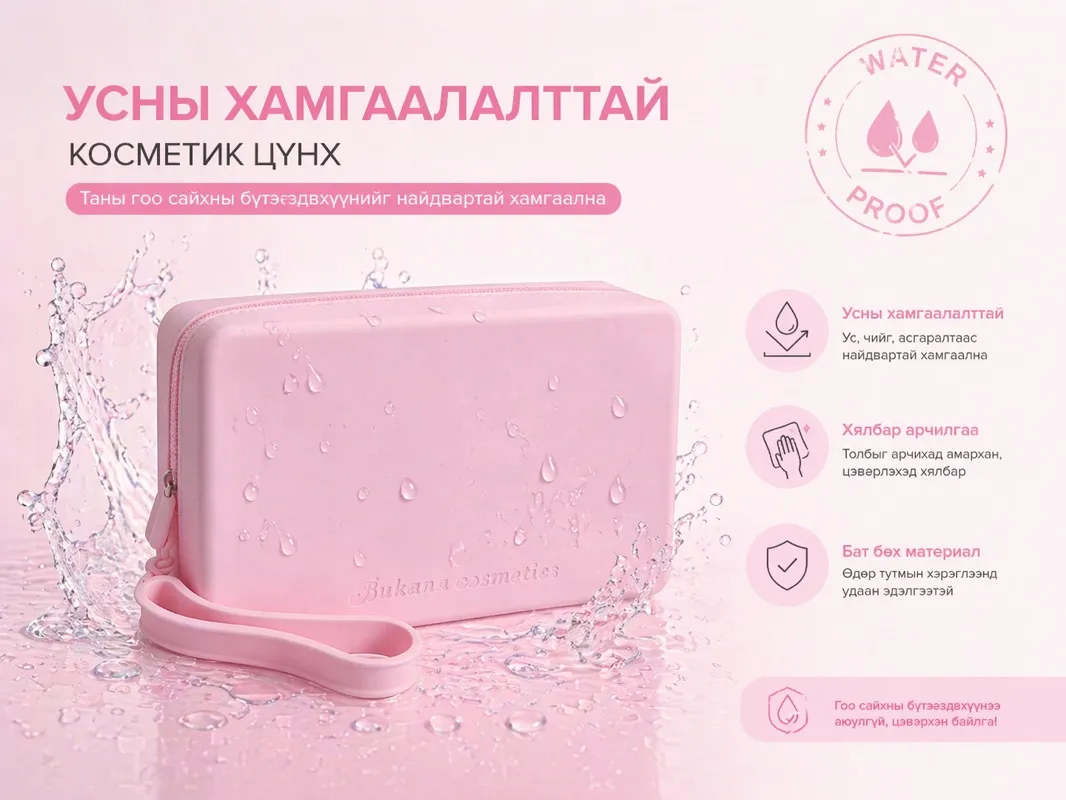 УСНЫ ХАМГААЛАЛТТАЙ
КОСМЕТИК ЦҮНХ
Таны гоо сайхны бүтэездвхүүнийг найдвартай хамгаална
WATER
PROOF
Усны хамгаалалттай
Ус, чийг, асгаралтаас
найдвартай хамгаална
Хялбар арчилгаа
Толбыг арчихад амархан,
цэвэрлэхэд хялбар
Бат бөх материал
Өдөр тутмын хэрэглээнд
удаан эдэлгээтэй
Bukana cosmetics
Гоо сайхны бүтэездвхүүнээ
аюулгүй, цэвэрхэн байлга!